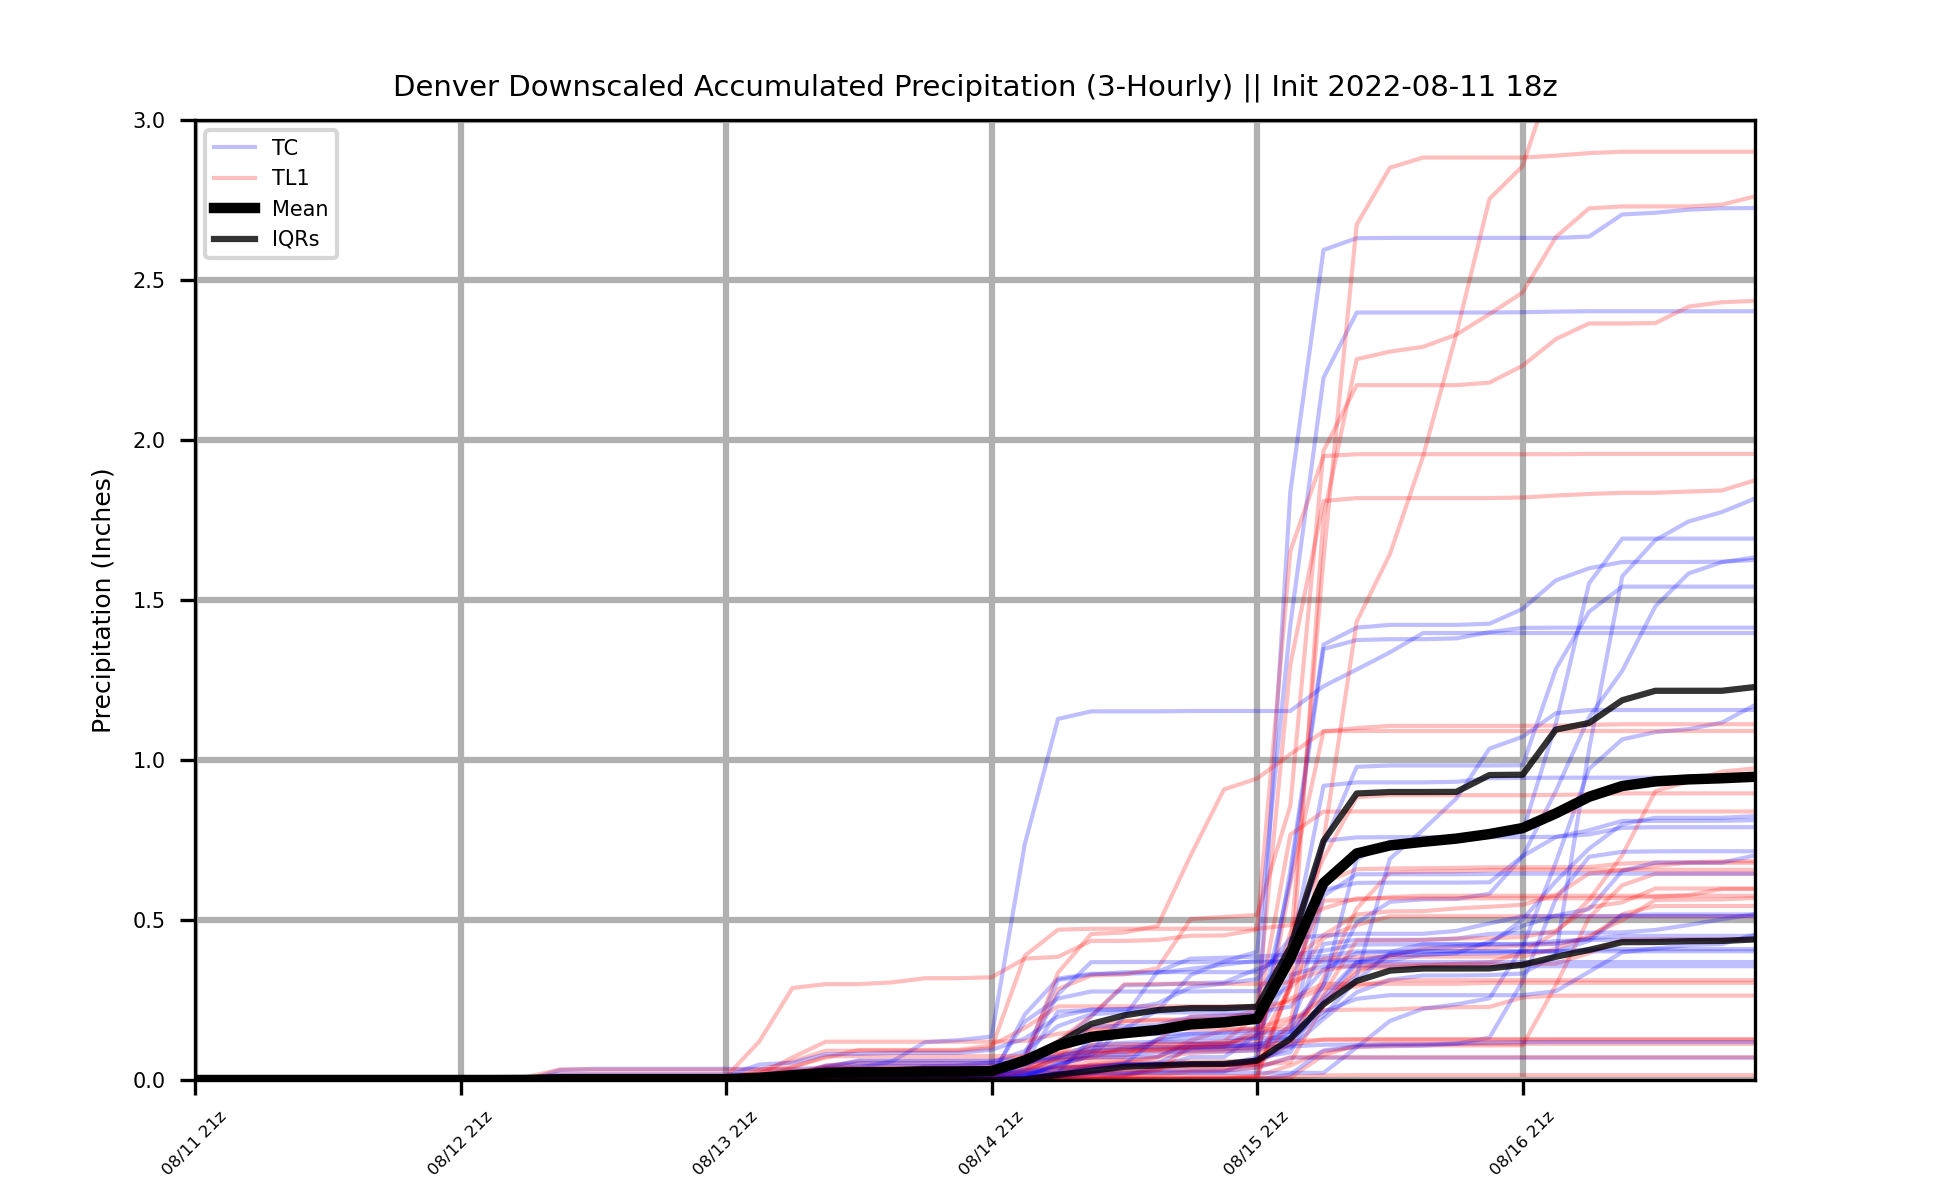 Denver Downscaled Accumulated Precipitation (3-Hourly) || Init 2022-08-11 18z
TC
TL1
Mean
IQRs
Precipitation (Inches)
3.0
2.5
2.0
1.5
1.0
0.5
0.0
08/11 21z
08/12 21z
08/13 21z
08/14 21z
08/15 21z
08/16 21z